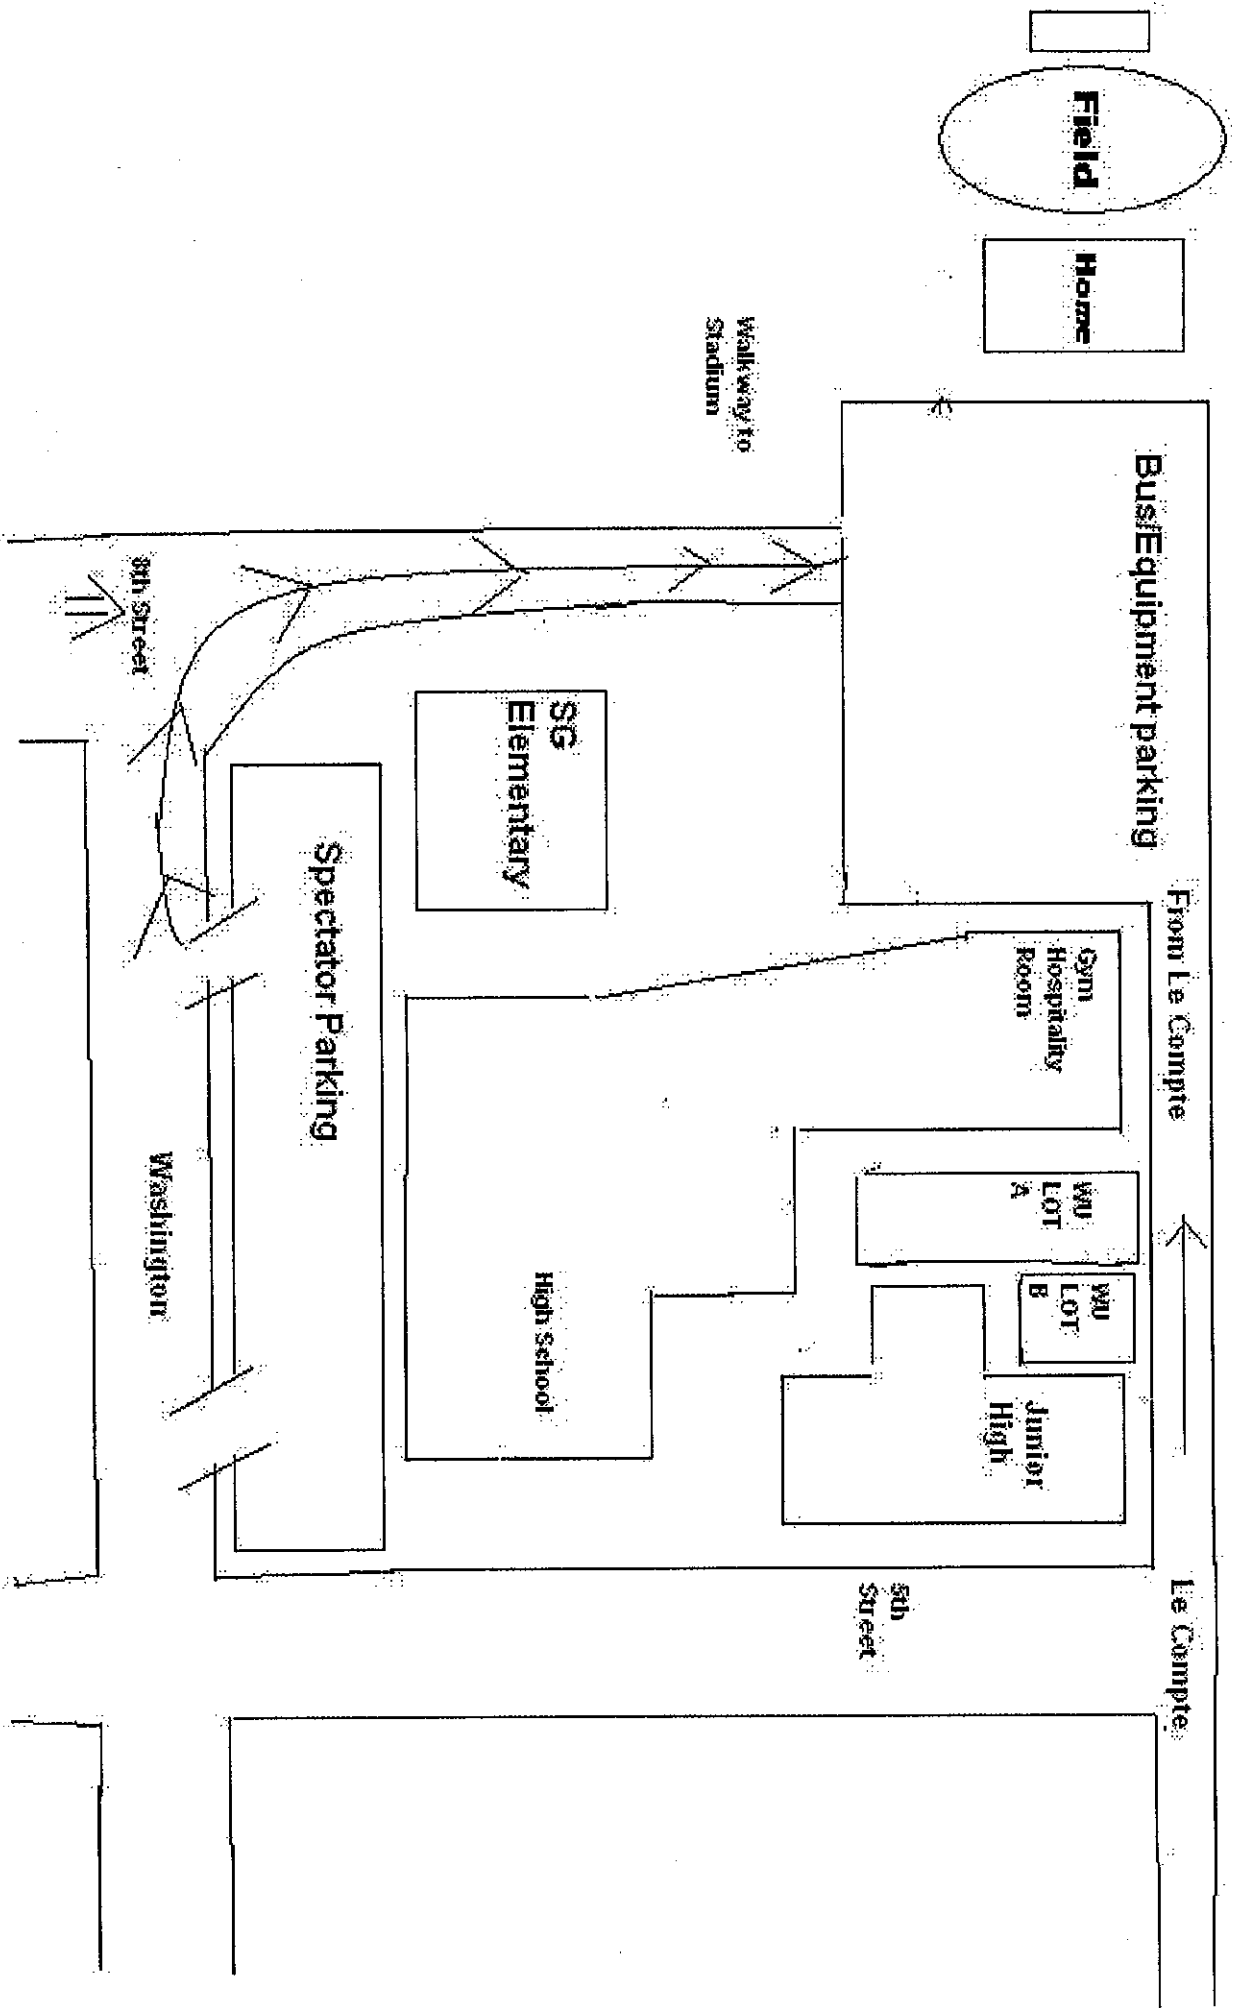 Field
Home
Bus/Equipment parking
From Le Compte
Le Compte
Walkway to
Stadium
Gym
Hospitality
Room
WU
LOT
A
WU
LOT
B
Junior
High
SG
Elementary
High School
5th
Street
Spectator Parking
8th Street
Washington